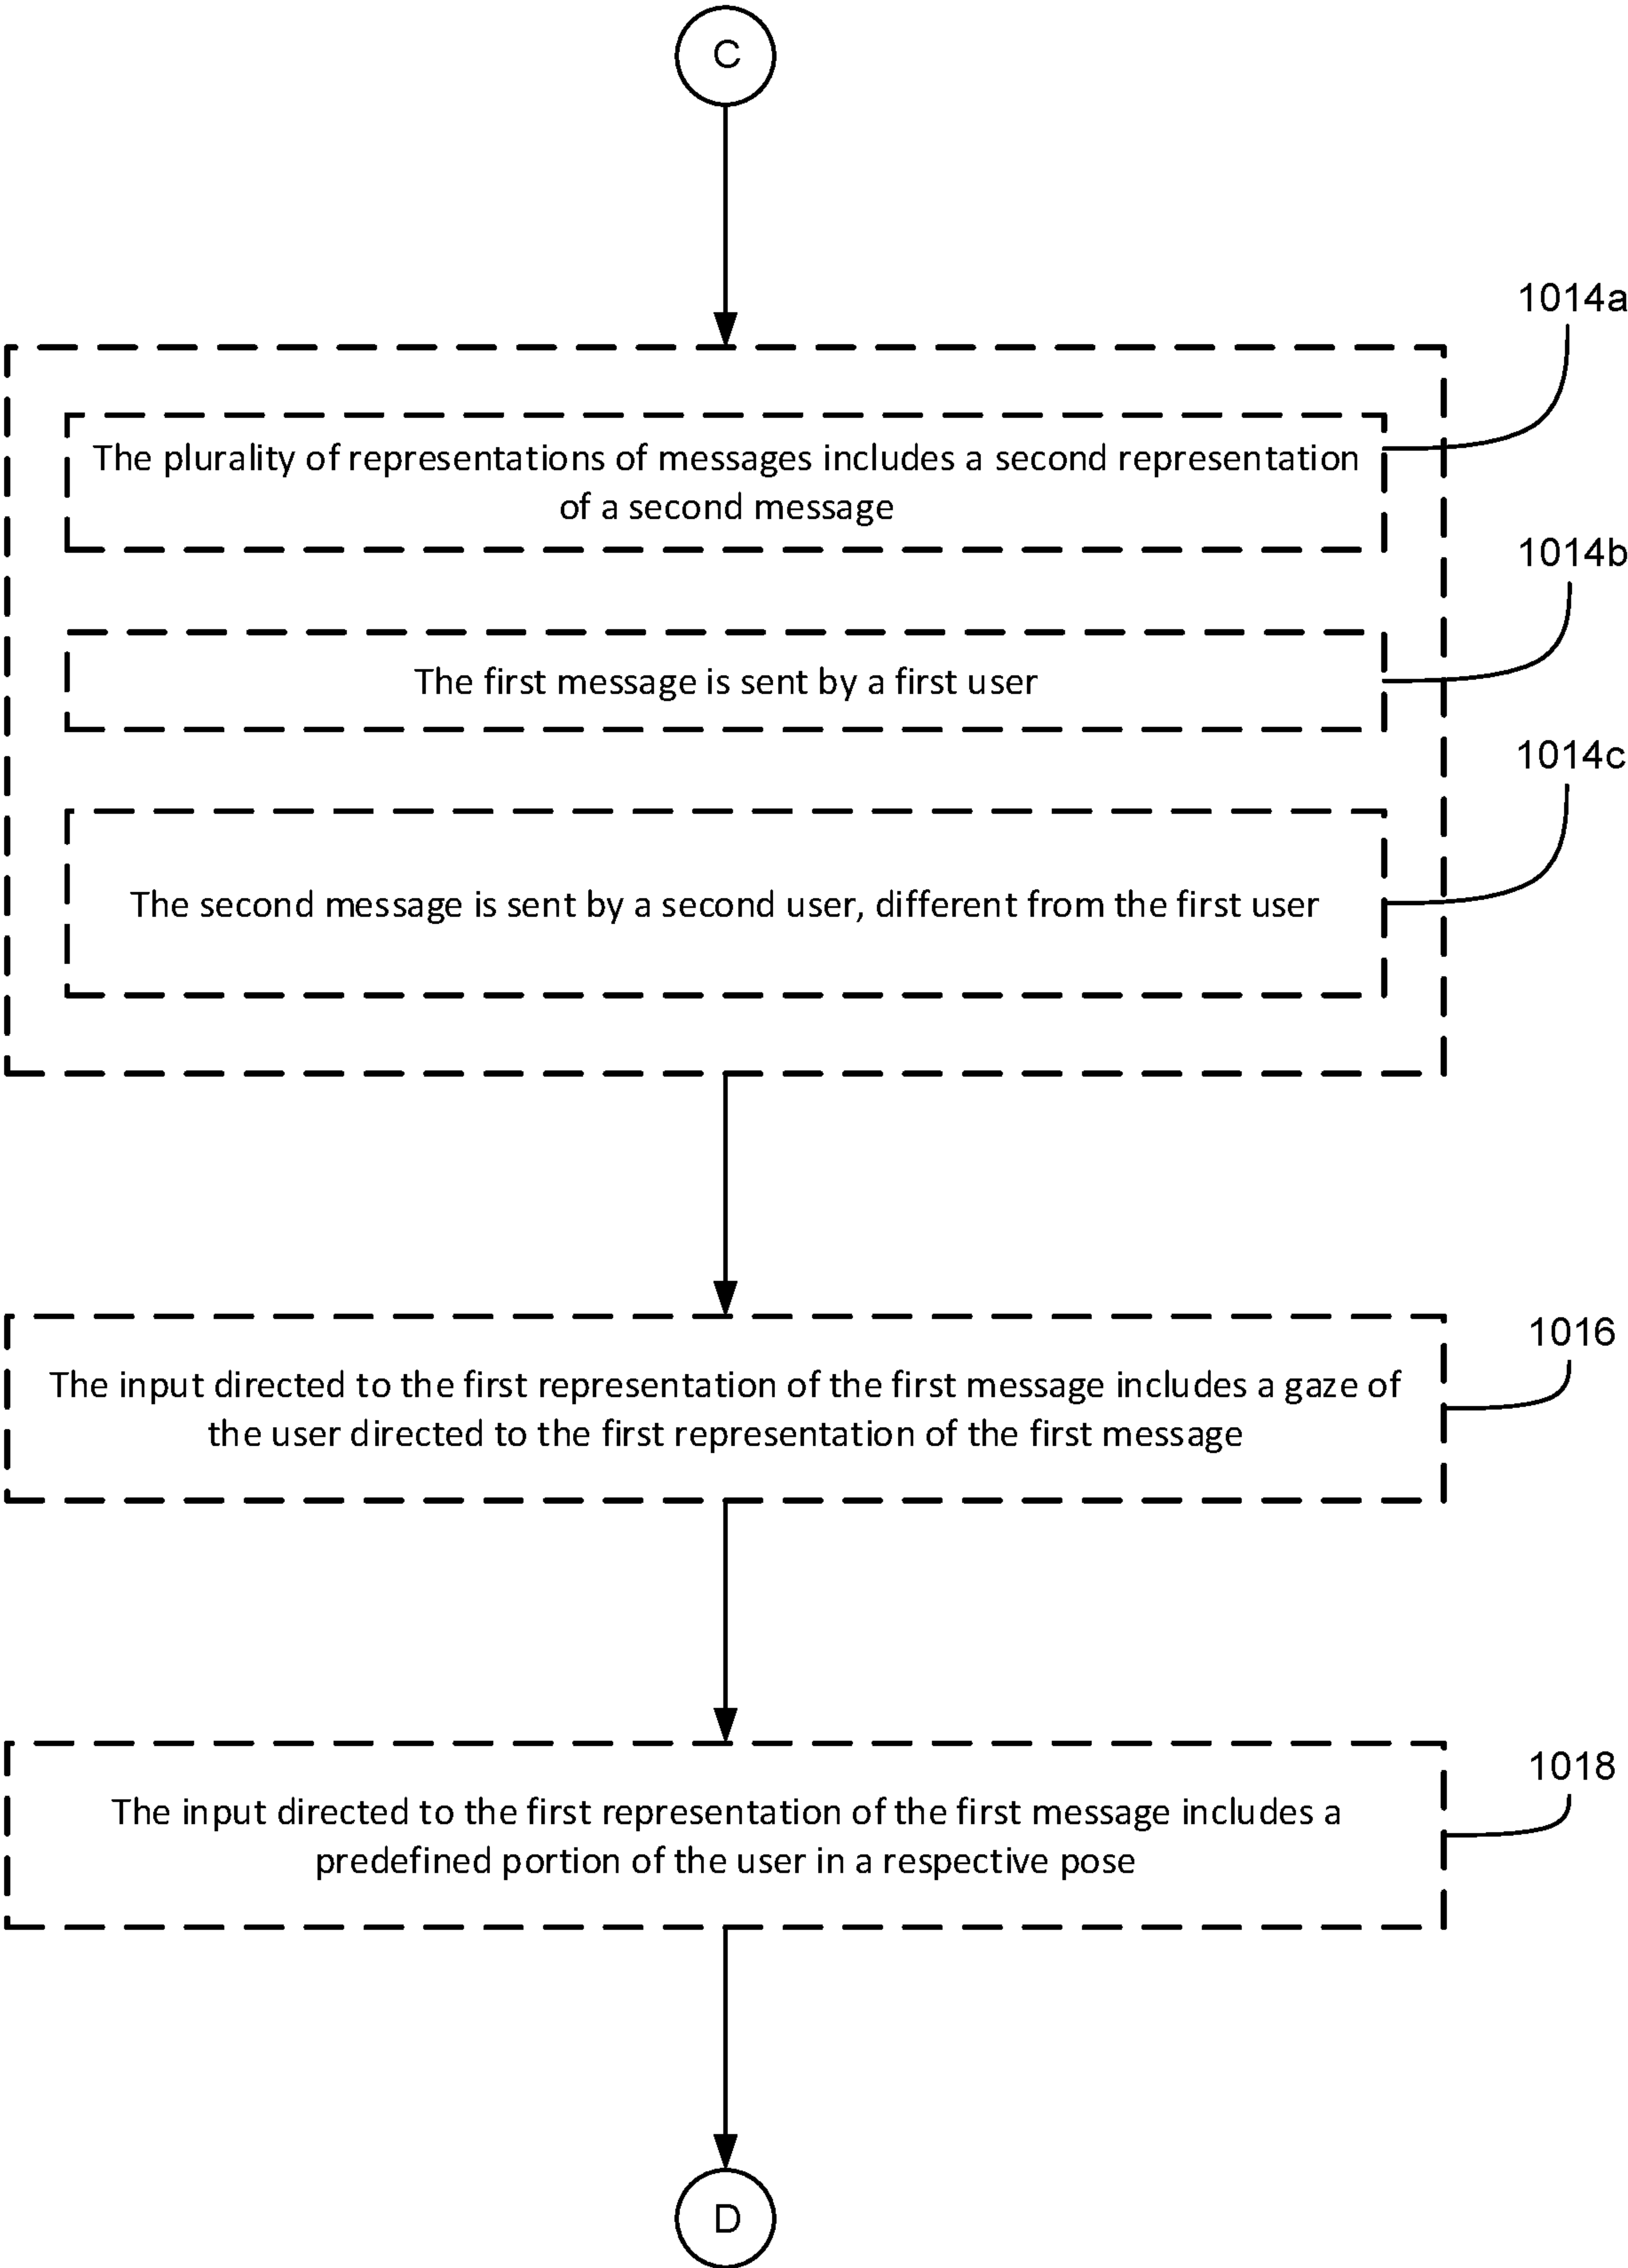 C
1014a
The plurality of representations of messages includes a second representation
of a second message
1014b
The first message is sent by a first user
1014c
The second message is sent by a second user, different from the first user
1016
The input directed to the first representation of the first message includes a gaze of
the user directed to the first representation of the first message
1018
The input directed to the first representation of the first message includes a
predefined portion of the user in a respective pose
D